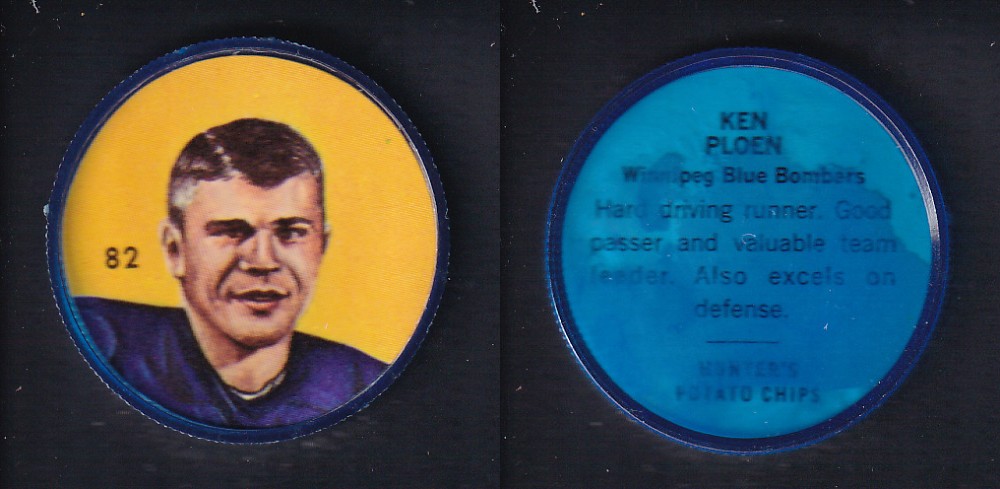 82
KEN
PLOEN
Winnipeg Blue Bombers
Hard driving runner. Good
passer and valuable team
leader. Also excels on
defense.
HUNTER'S
POTATO CHIPS